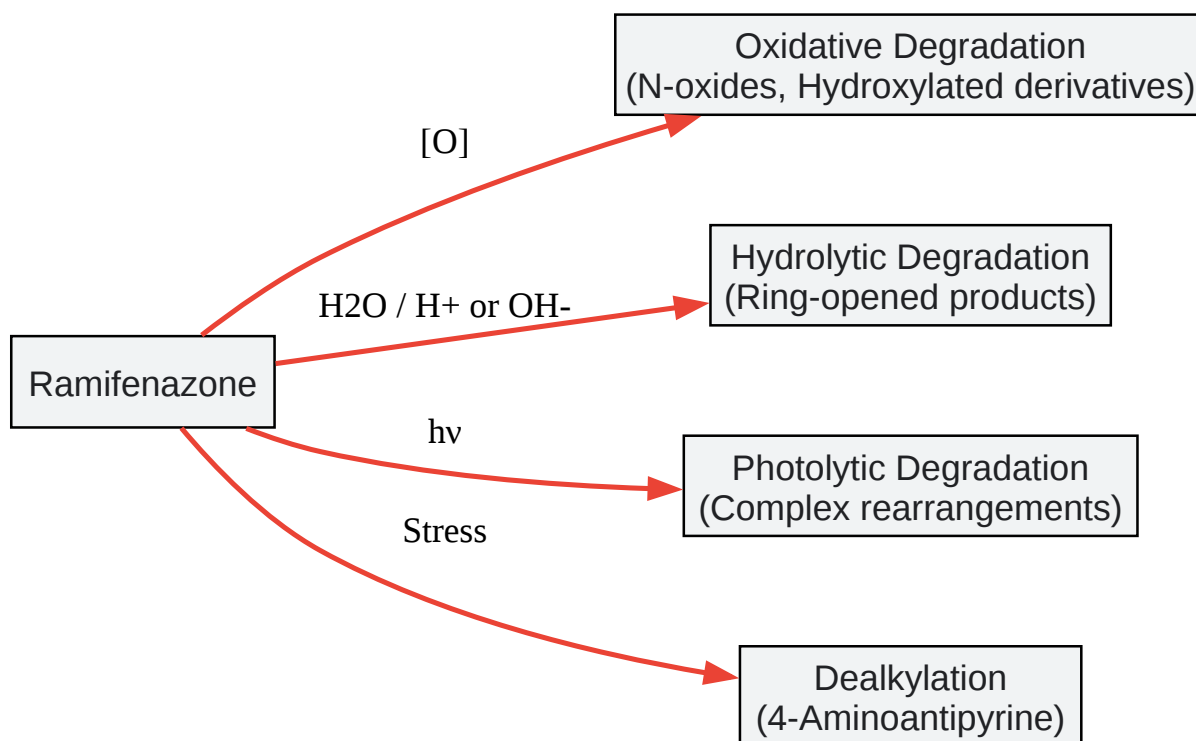 Oxidative Degradation
(N-oxides, Hydroxylated derivatives)
[O]
Hydrolytic Degradation
(Ring-opened products)
H2O / H+ or OH-
Ramifenazone
hν
Photolytic Degradation
(Complex rearrangements)
Stress
Dealkylation
(4-Aminoantipyrine)